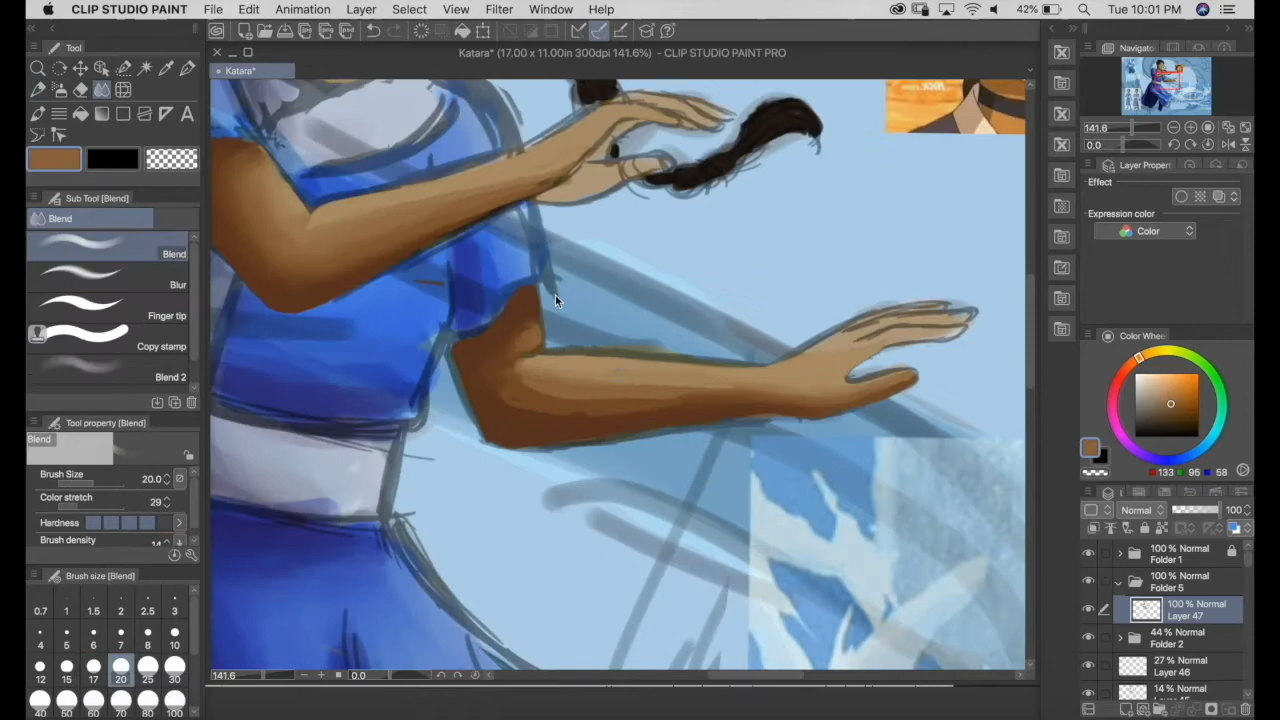 CLIP STUDIO PAINT File Edit Animation Layer Select View Filter Window Help 42% Tue 10:01 PM
Katara* (17.00 x 11.00in 300dpi 141.6%) - CLIP STUDIO PAINT PRO
Tool
Katara*
A
Sub Tool [Blend]
Blend
Blend
Blur
Finger tip
Copy stamp
Blend 2
Tool property [Blend]
Blend
Brush Size 20.0
Color stretch 29
Hardness
Brush density 14
Brush size [Blend]
0.7 1 1.5 2 2.5 3
4 5 6 7 8 10
12 15 17 20 25 30
40 50 60 70 80 100
141.6 0.0
Navigator
141.6
0.0
Layer Propert
Effect
Expression color
Color
Color Whee
133 95 58
Normal 100
100 % Normal
Folder 1
100 % Normal
Folder 5
100 % Normal
Layer 47
44 % Normal
Folder 2
27 % Normal
Layer 46
14 % Normal